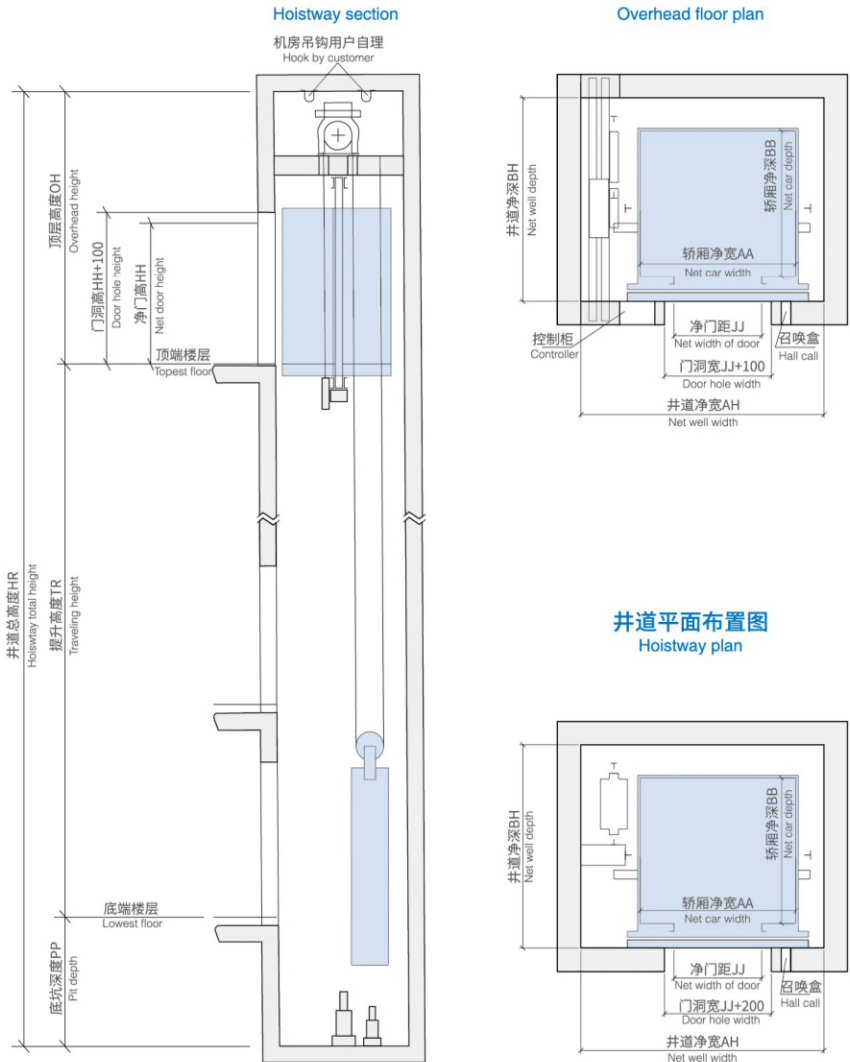 Hoistway section
机房吊钩用户自理
Hook by customer
顶层高度OH
Overhead height
门洞高HH+100
Door hole height
净门高HH
Net door height
顶端楼层
Topest floor
井道总高度HR
Hoiswtay total height
提升高度TR
Traveling height
底端楼层
Lowest floor
底坑深度PP
Pit depth
Overhead floor plan
井道净深BH
Net well depth
轿厢净深BB
Net car depth
轿厢净宽AA
Net car width
控制柜
Controller
净门距JJ
Net width of door
召唤盒
Hall call
门洞宽JJ+100
Door hole width
井道净宽AH
Net well width
井道平面布置图
Hoistway plan
井道净深BH
Net well depth
轿厢净深BB
Net car depth
轿厢净宽AA
Net car width
净门距JJ
Net width of door
召唤盒
Hall call
门洞宽JJ+200
Door hole width
井道净宽AH
Net well width